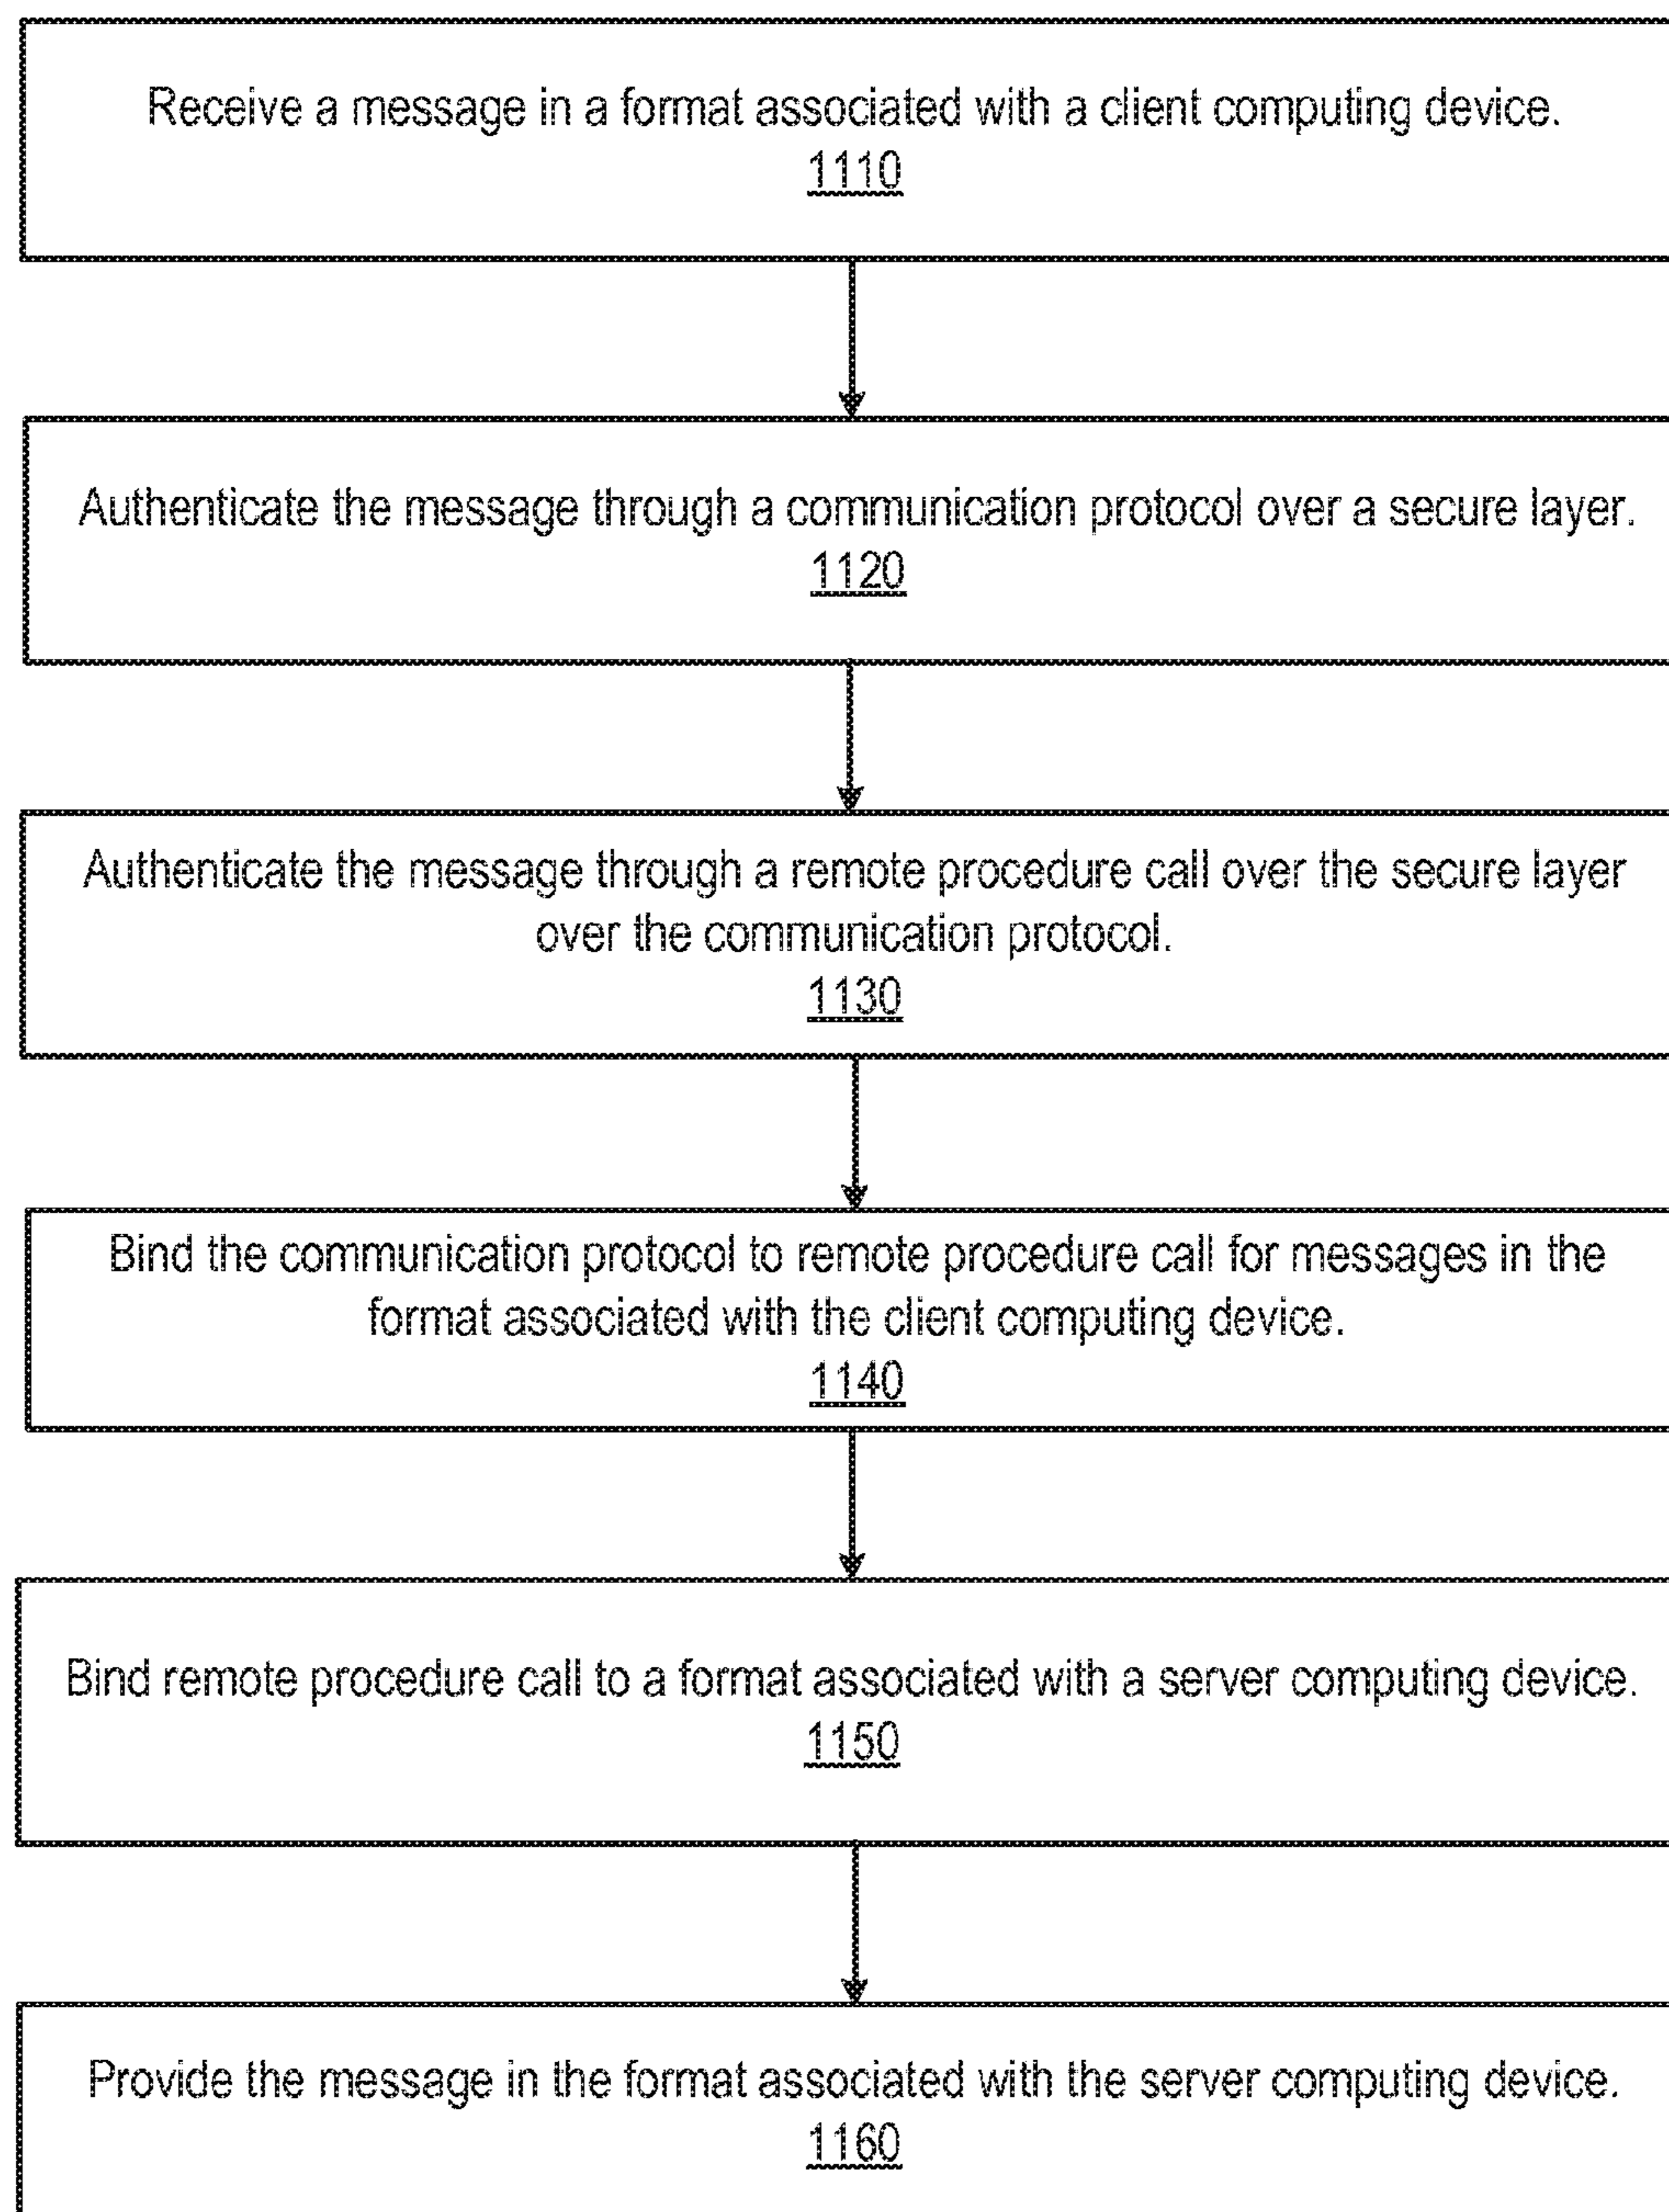 Receive a message in a format associated with a client computing device.
1110
Authenticate the message through a communication protocol over a secure layer.
1120
Authenticate the message through a remote procedure call over the secure layer
over the communication protocol.
1130
Bind the communication protocol to remote procedure call for messages in the
format associated with the client computing device.
1140
Bind remote procedure call to a format associated with a server computing device.
1150
Provide the message in the format associated with the server computing device.
1160